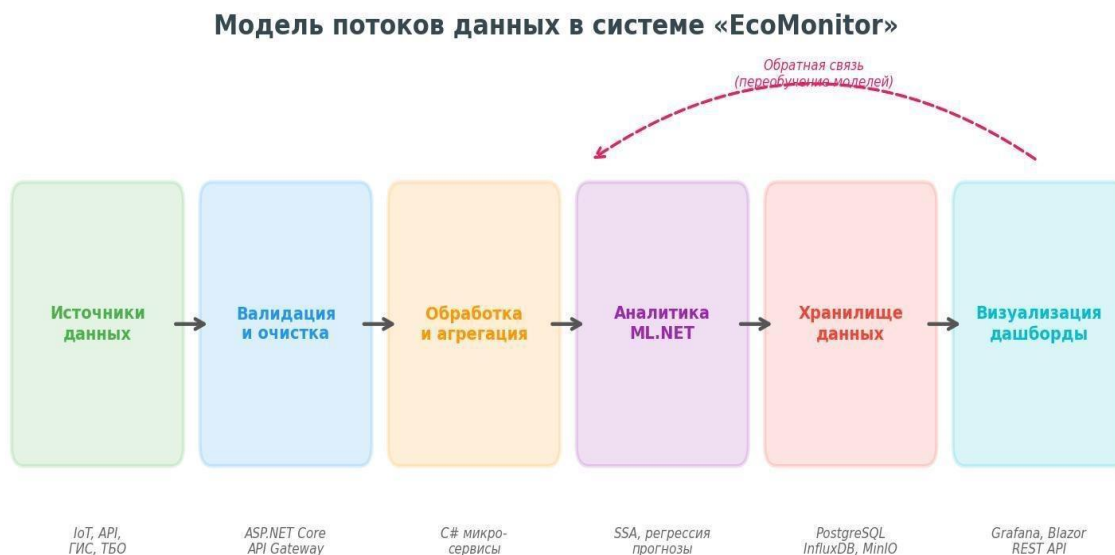 Модель потоков данных в системе «EcoMonitor»
Обратная связь
(переобучение моделей)
Источники
данных
Валидация
и очистка
Обработка
и агрегация
Аналитика
ML.NET
Хранилище
данных
Визуализация
дашборды
IoT, API,
ГИС, ТБО
ASP.NET Core
API Gateway
C# микро-
сервисы
SSA, регрессия
прогнозы
PostgreSQL
InfluxDB, MinIO
Grafana, Blazor
REST API